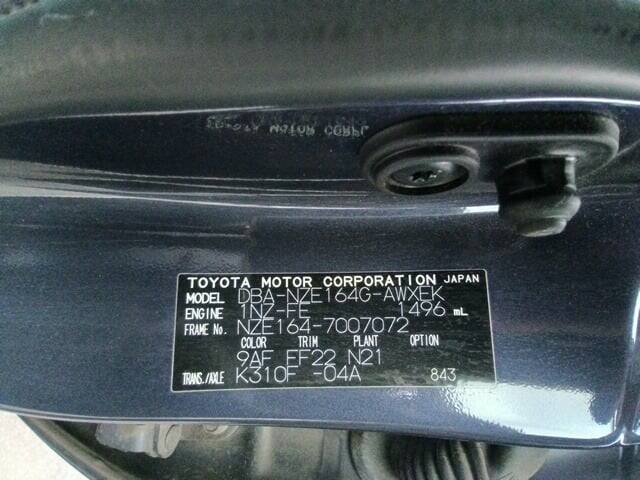 TOYOTA MOTOR CORPORATION JAPAN
MODEL DBA-NZE164G-AWXEK
ENGINE 1NZ-FE 1496 mL
FRAME No. NZE164-7007072
COLOR TRIM PLANT OPTION
9AF FF22 N21
TRANS./AXLE K310F -04A 843